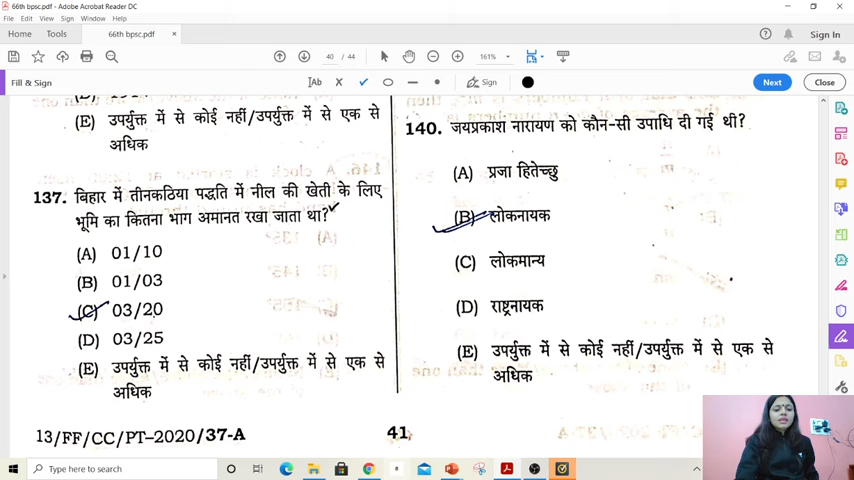 66th bpsc.pdf - Adobe Acrobat Reader DC
File Edit View Sign Window Help
Home Tools 66th bpsc.pdf × Sign In
40 / 44 161%
Fill & Sign Ab Sign Next Close
(E) उपर्युक्त में से कोई नहीं/उपर्युक्त में से एक से
अधिक
137. बिहार में तीनकठिया पद्धति में नील की खेती के लिए
भूमि का कितना भाग अमानत रखा जाता था?
(A) 01/10
(B) 01/03
(C) 03/20
(D) 03/25
(E) उपर्युक्त में से कोई नहीं/उपर्युक्त में से एक से
अधिक
140. जयप्रकाश नारायण को कौन-सी उपाधि दी गई थी?
(A) प्रजा हितेच्छु
(B) लोकनायक
(C) लोकमान्य
(D) राष्ट्रनायक
(E) उपर्युक्त में से कोई नहीं/उपर्युक्त में से एक से
अधिक
13/FF/CC/PT–2020/37-A 41
Type here to search